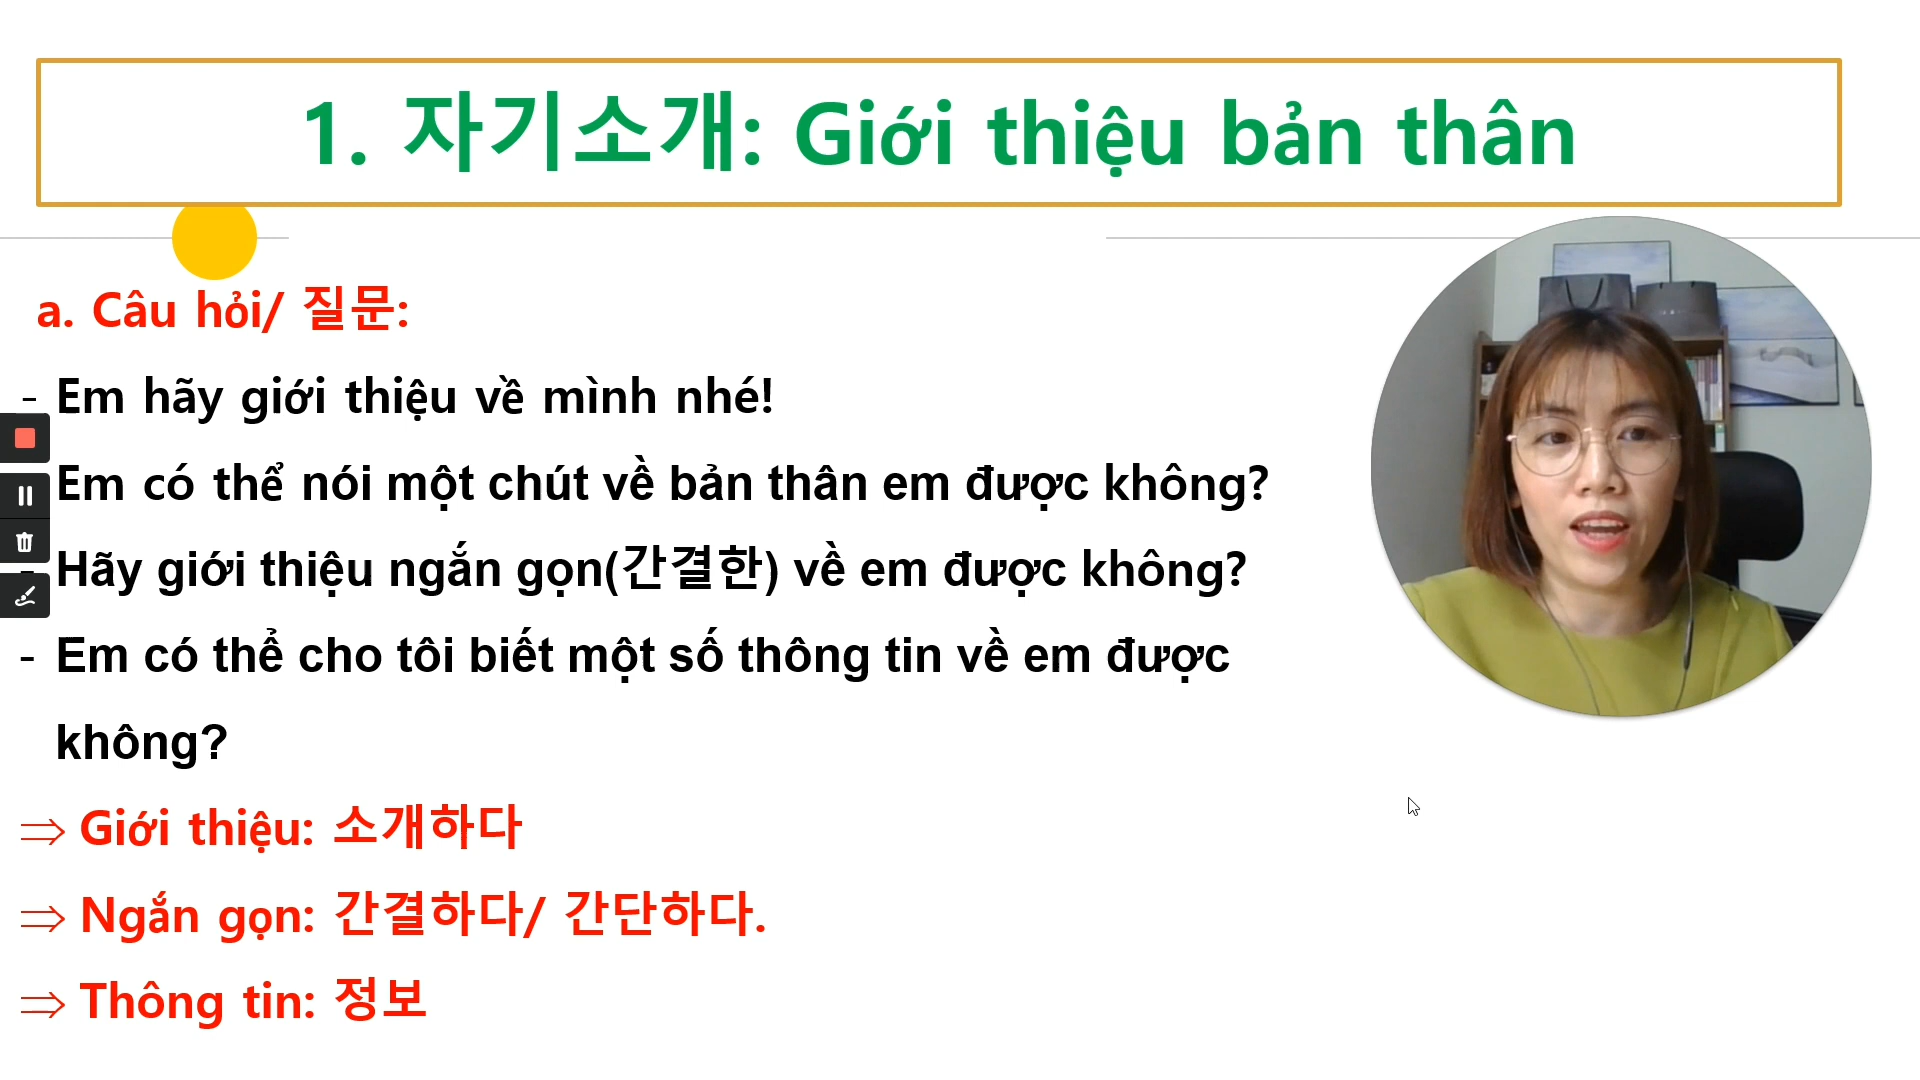 1. 자기소개: Giới thiệu bản thân
a. Câu hỏi/ 질문:
- Em hãy giới thiệu về mình nhé!
Em có thể nói một chút về bản thân em được không?
- Hãy giới thiệu ngắn gọn(간결한) về em được không?
- Em có thể cho tôi biết một số thông tin về em được
không?
⇒ Giới thiệu: 소개하다
⇒ Ngắn gọn: 간결하다/ 간단하다.
⇒ Thông tin: 정보